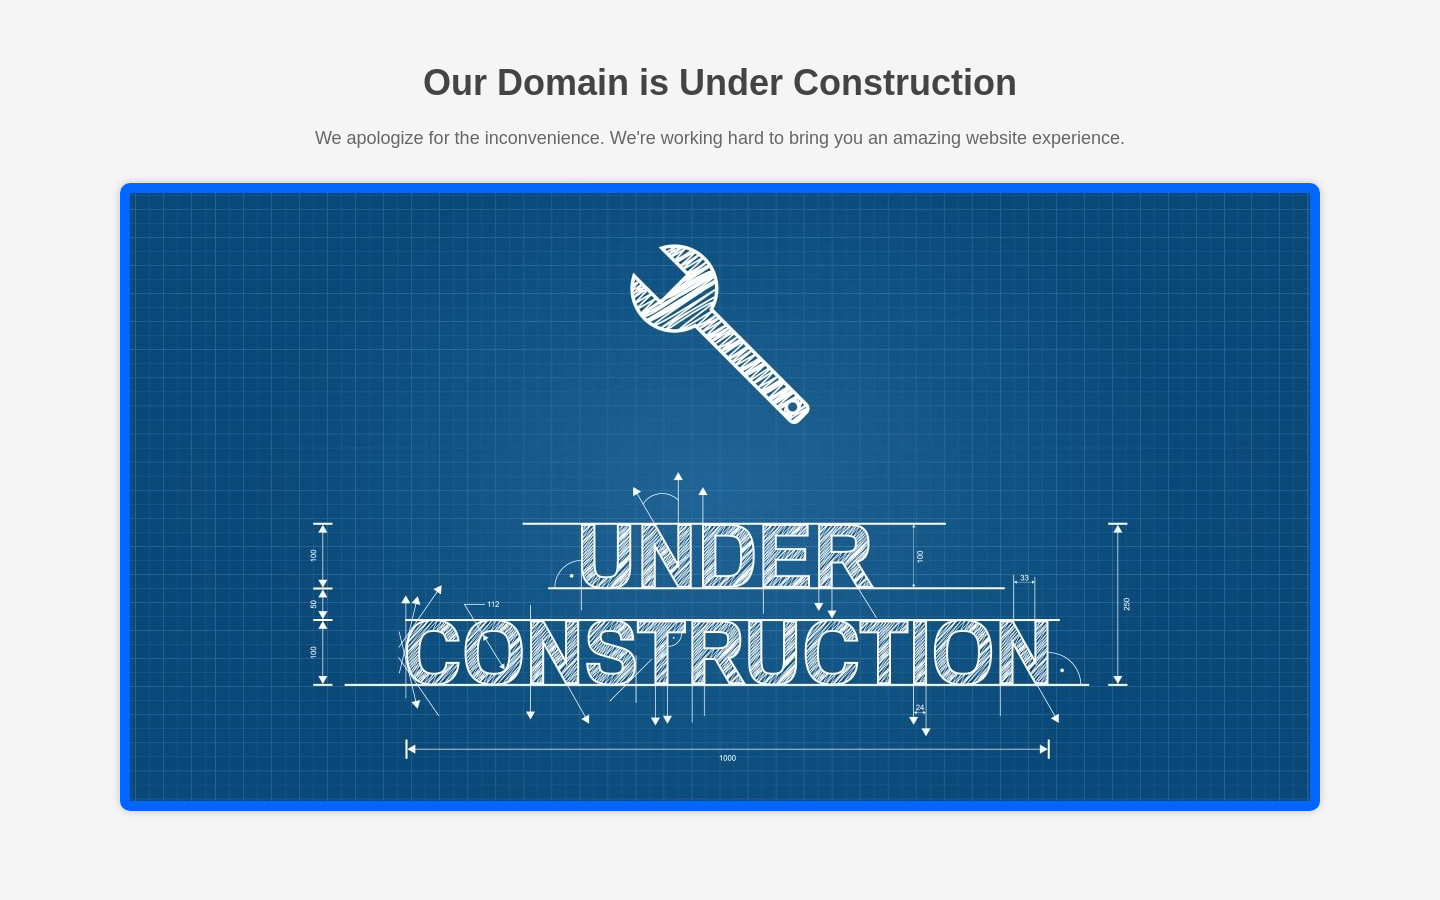 Our Domain is Under Construction
We apologize for the inconvenience. We're working hard to bring you an amazing website experience.
UNDER
100
100
33
50
112
250
CONSTRUCTION
100
24
1000